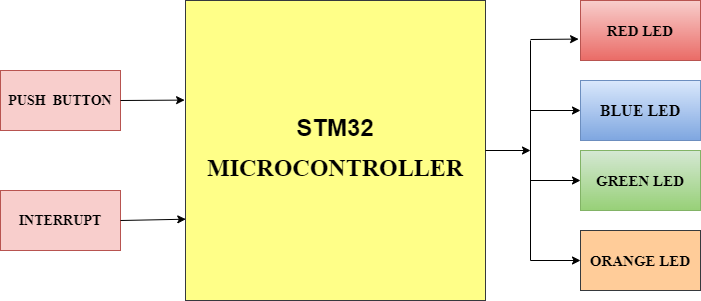 PUSH BUTTON
INTERRUPT
STM32
MICROCONTROLLER
RED LED
BLUE LED
GREEN LED
ORANGE LED